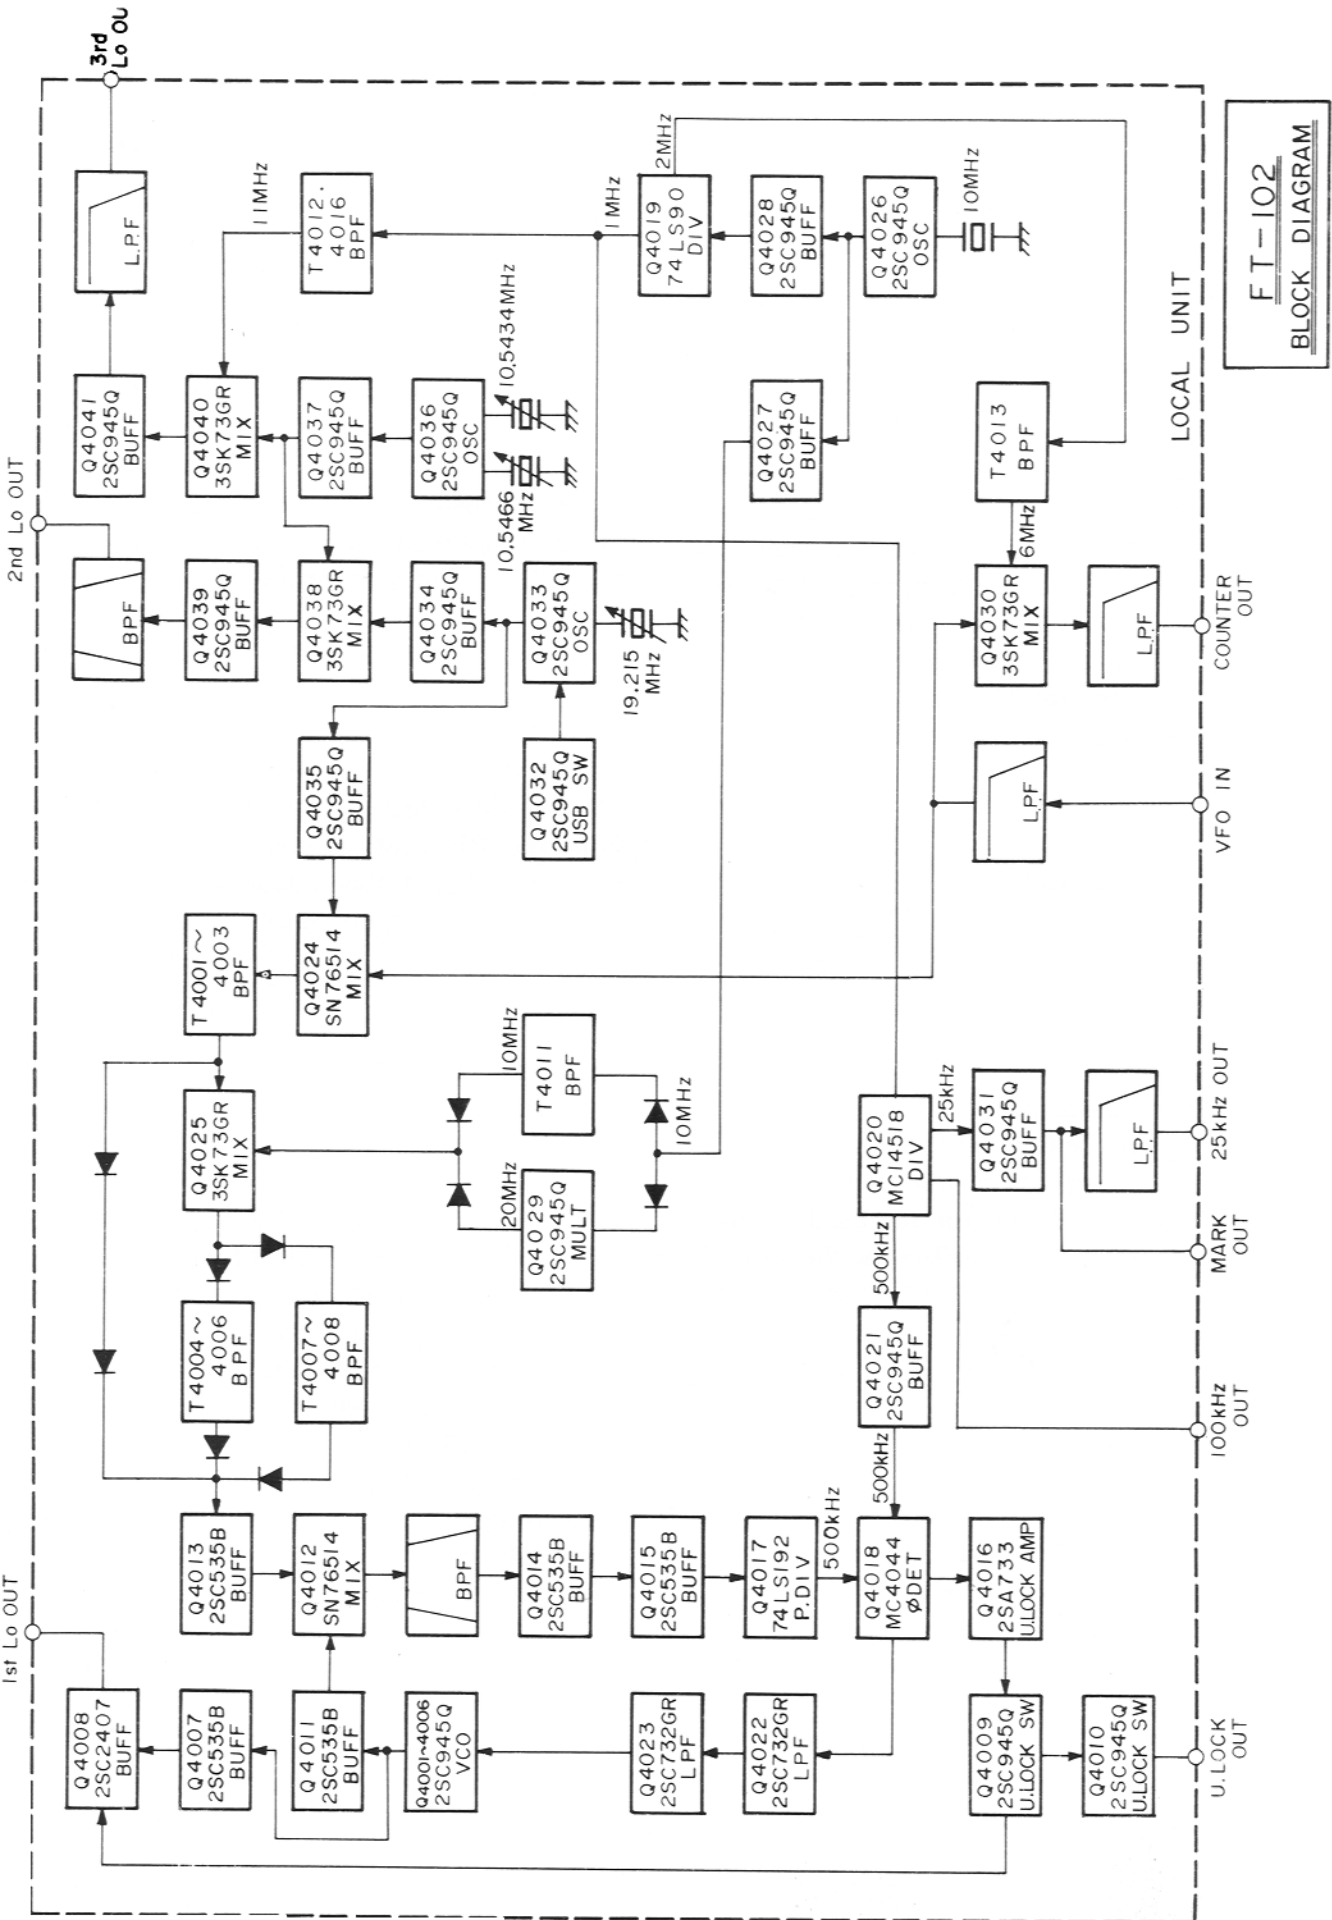 FT-102
BLOCK DIAGRAM
LOCAL UNIT
1st Lo OUT
Q4008
2SC2407
BUFF
Q4007
2SC535B
BUFF
Q4011
2SC535B
BUFF
Q4001~4006
2SC945Q
VCO
Q4023
2SC732GR
LPF
Q4022
2SC732GR
LPF
Q4009
2SC945Q
U.LOCK SW
Q4010
2SC945Q
U.LOCK SW
U.LOCK
OUT
Q4013
2SC535B
BUFF
Q4012
SN76514
MIX
BPF
Q4014
2SC535B
BUFF
Q4015
2SC535B
BUFF
Q4017
74LS192
P.DIV
500kHz
Q4018
MC4044
ØDET
Q4016
2SA733
U.LOCK AMP
500kHz
T4004~
4006
BPF
T4007~
4008
BPF
Q4021
2SC945Q
BUFF
500kHz
100kHz
OUT
Q4025
3SK73GR
MIX
20MHz
Q4029
2SC945Q
MULT
10MHz
T4011
BPF
10MHz
Q4020
MC14518
DIV
25kHz
Q4031
2SC945Q
BUFF
L.P.F
MARK
OUT
25kHz OUT
T4001~
4003
BPF
Q4024
SN76514
MIX
Q4035
2SC945Q
BUFF
Q4032
2SC945Q
USB SW
L.P.F
VFO IN
2nd Lo OUT
BPF
Q4039
2SC945Q
BUFF
Q4038
3SK73GR
MIX
Q4034
2SC945Q
BUFF
Q4033
2SC945Q
OSC
19.215
MHz
6MHz
Q4030
3SK73GR
MIX
L.P.F
COUNTER
OUT
Q4041
2SC945Q
BUFF
Q4040
3SK73GR
MIX
Q4037
2SC945Q
BUFF
Q4036
2SC945Q
OSC
10.5466
MHz
10.5434MHz
Q4027
2SC945Q
BUFF
T4013
BPF
3rd
Lo OU
L.P.F
11MHz
T4012.
4016
BPF
1MHz
Q4019
74LS90
DIV
2MHz
Q4028
2SC945Q
BUFF
Q4026
2SC945Q
OSC
10MHz